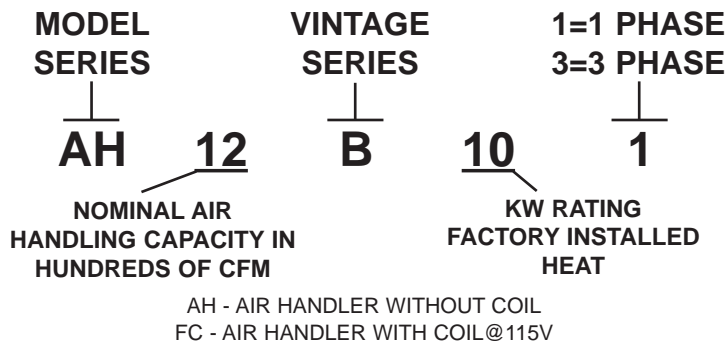 MODEL SERIES
VINTAGE SERIES
1=1 PHASE
3=3 PHASE
AH 12 B 10 1
NOMINAL AIR
HANDLING CAPACITY IN
HUNDREDS OF CFM
KW RATING
FACTORY INSTALLED
HEAT
AH - AIR HANDLER WITHOUT COIL
FC - AIR HANDLER WITH COIL@115V